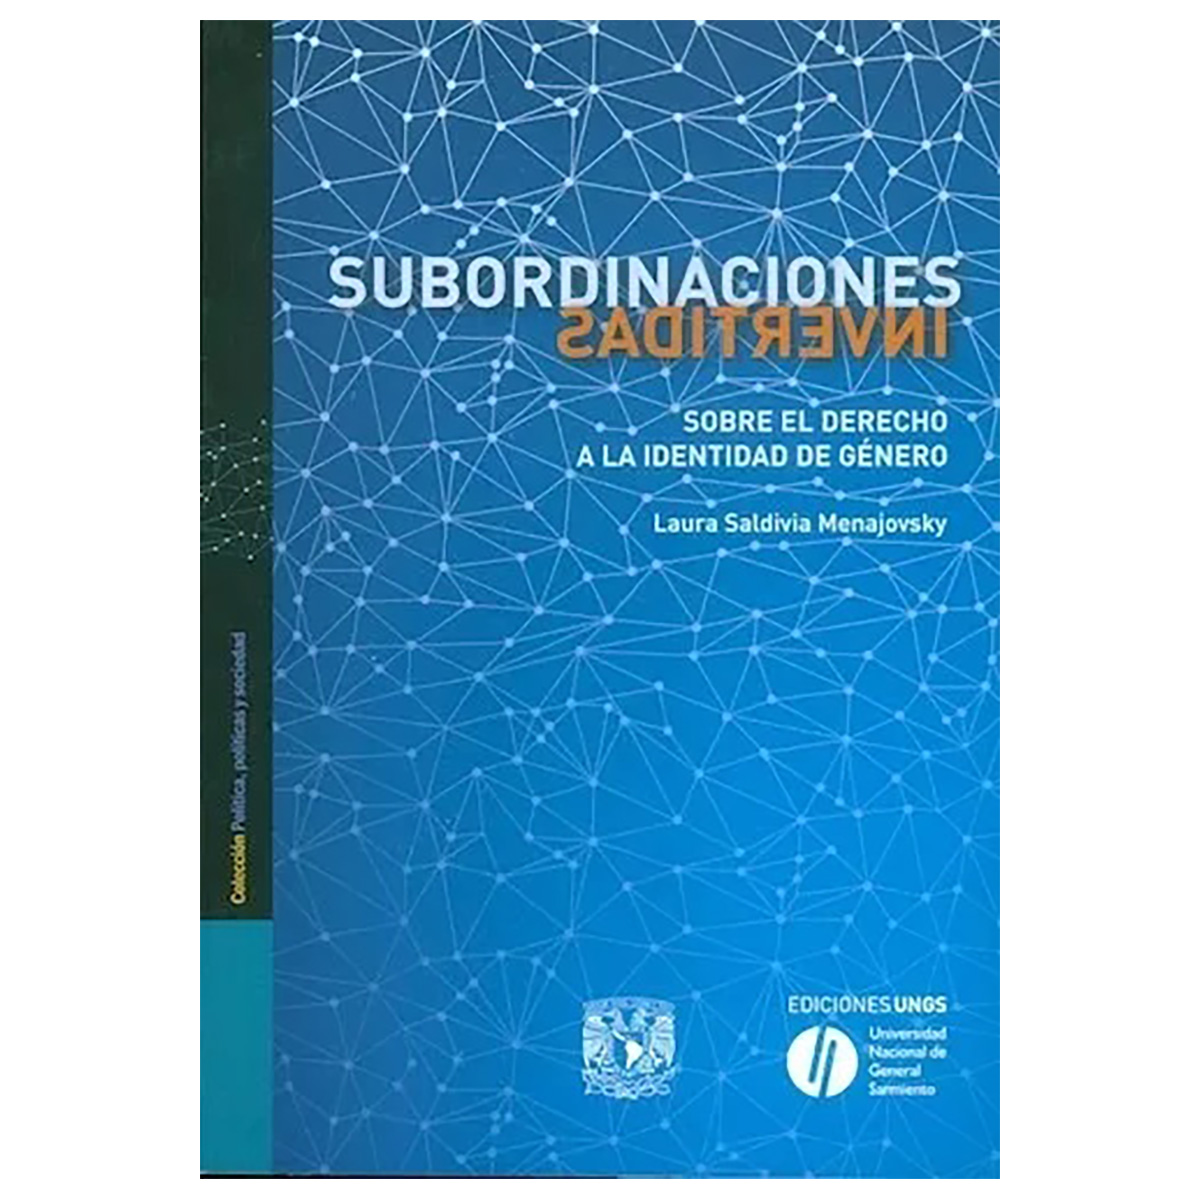 SUBORDINACIONES
INVERTIDAS
SOBRE EL DERECHO
A LA IDENTIDAD DE GÉNERO
Laura Saldivia Menajovsky
Colección Política, políticas y sociedad
EDICIONES UNGS
Universidad
Nacional de
General
Sarmiento